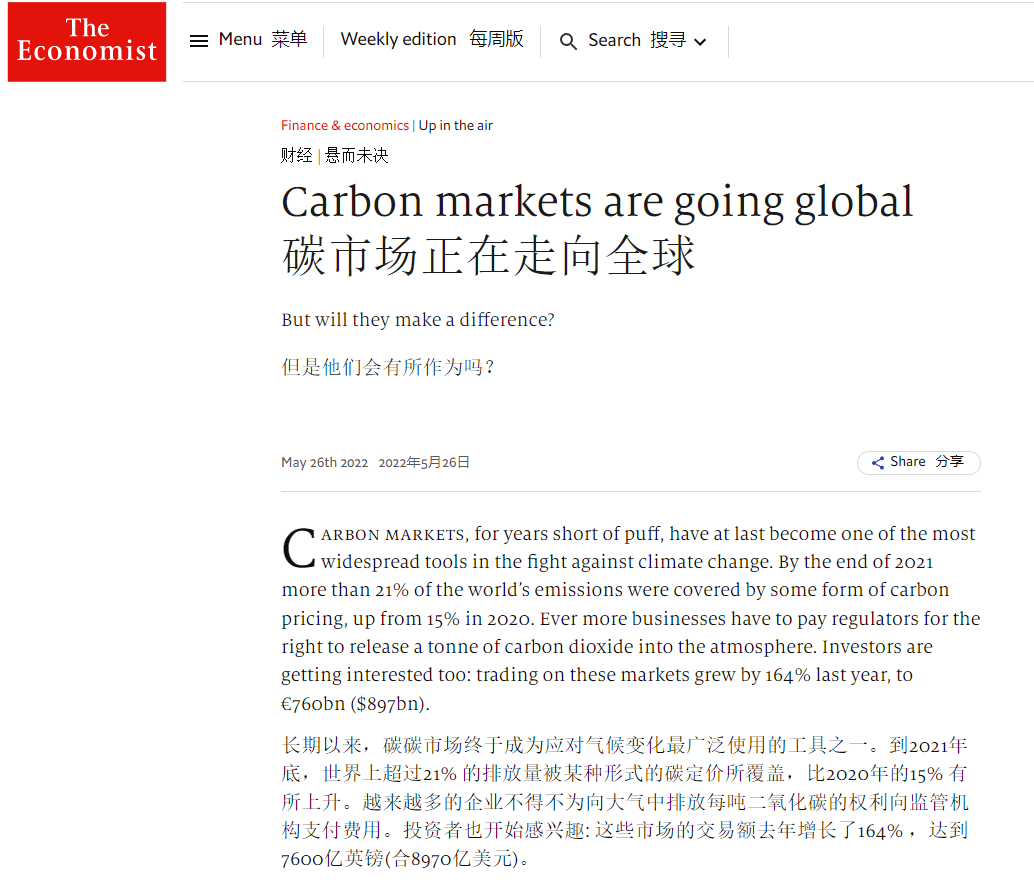 The
Economist
Menu 菜单
Weekly edition 每周版
Search 搜寻
Finance & economics | Up in the air
财经 | 悬而未决
Carbon markets are going global
碳市场正在走向全球
But will they make a difference?
但是他们会有所作为吗？
May 26th 2022 2022年5月26日
Share 分享
CARBON MARKETS, for years short of puff, have at last become one of the most
widespread tools in the fight against climate change. By the end of 2021
more than 21% of the world's emissions were covered by some form of carbon
pricing, up from 15% in 2020. Ever more businesses have to pay regulators for the
right to release a tonne of carbon dioxide into the atmosphere. Investors are
getting interested too: trading on these markets grew by 164% last year, to
€760bn ($897bn).
长期以来，碳碳市场终于成为应对气候变化最广泛使用的工具之一。到2021年
底，世界上超过21% 的排放量被某种形式的碳定价所覆盖，比2020年的15% 有
所上升。越来越多的企业不得不为向大气中排放每吨二氧化碳的权利向监管机
构支付费用。投资者也开始感兴趣: 这些市场的交易额去年增长了164% ，达到
7600亿英镑(合8970亿美元)。